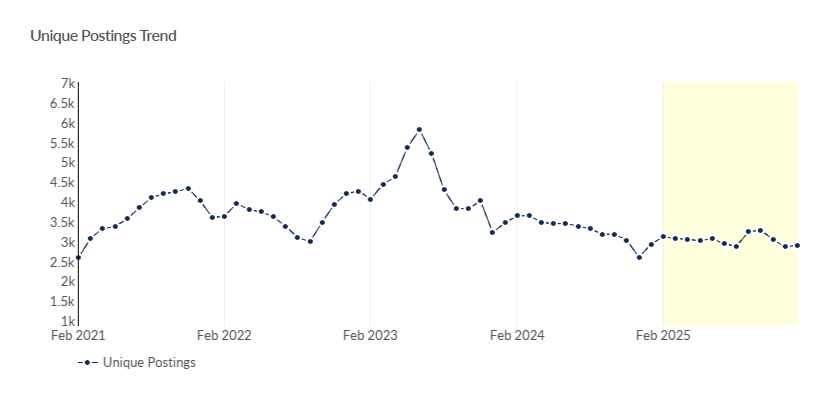 Unique Postings Trend
7k
6.5k
6k
5.5k
5k
4.5k
4k
3.5k
3k
2.5k
2k
1.5k
1k
Feb 2021 Feb 2022 Feb 2023 Feb 2024 Feb 2025
Unique Postings